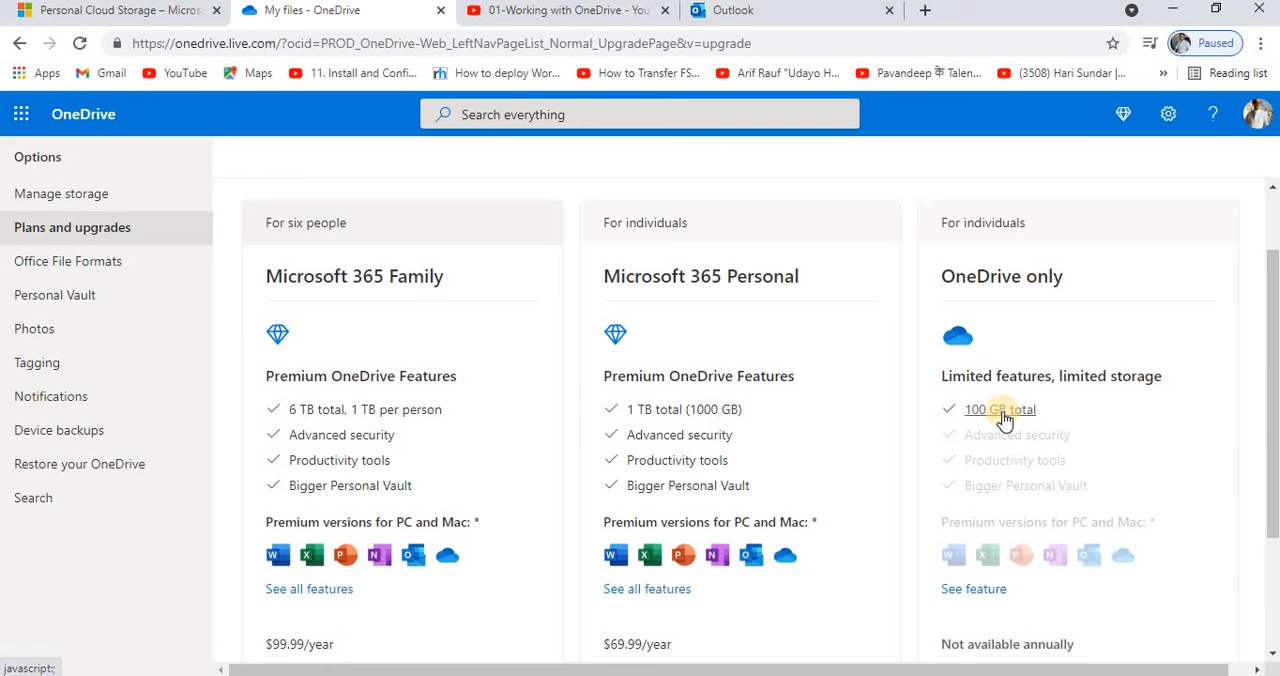 Personal Cloud Storage – Micros
My files - OneDrive
01-Working with OneDrive - You
Outlook
https://onedrive.live.com/?ocid=PROD_OneDrive-Web_LeftNavPageList_Normal_UpgradePage&v=upgrade
Paused
Apps
Gmail
YouTube
Maps
11. Install and Confi...
How to deploy Wor...
How to Transfer FS...
Arif Rauf "Udayo H...
Pavandeep के Talen...
(3508) Hari Sundar |...
»
Reading list
OneDrive
Search everything
?
Options
Manage storage
Plans and upgrades
Office File Formats
Personal Vault
Photos
Tagging
Notifications
Device backups
Restore your OneDrive
Search
For six people
Microsoft 365 Family
Premium OneDrive Features
6 TB total, 1 TB per person
Advanced security
Productivity tools
Bigger Personal Vault
Premium versions for PC and Mac: *
See all features
$99.99/year
For individuals
Microsoft 365 Personal
Premium OneDrive Features
1 TB total (1000 GB)
Advanced security
Productivity tools
Bigger Personal Vault
Premium versions for PC and Mac: *
See all features
$69.99/year
For individuals
OneDrive only
Limited features, limited storage
100 GB total
Advanced security
Productivity tools
Bigger Personal Vault
Premium versions for PC and Mac: *
See feature
Not available annually
javascript:;